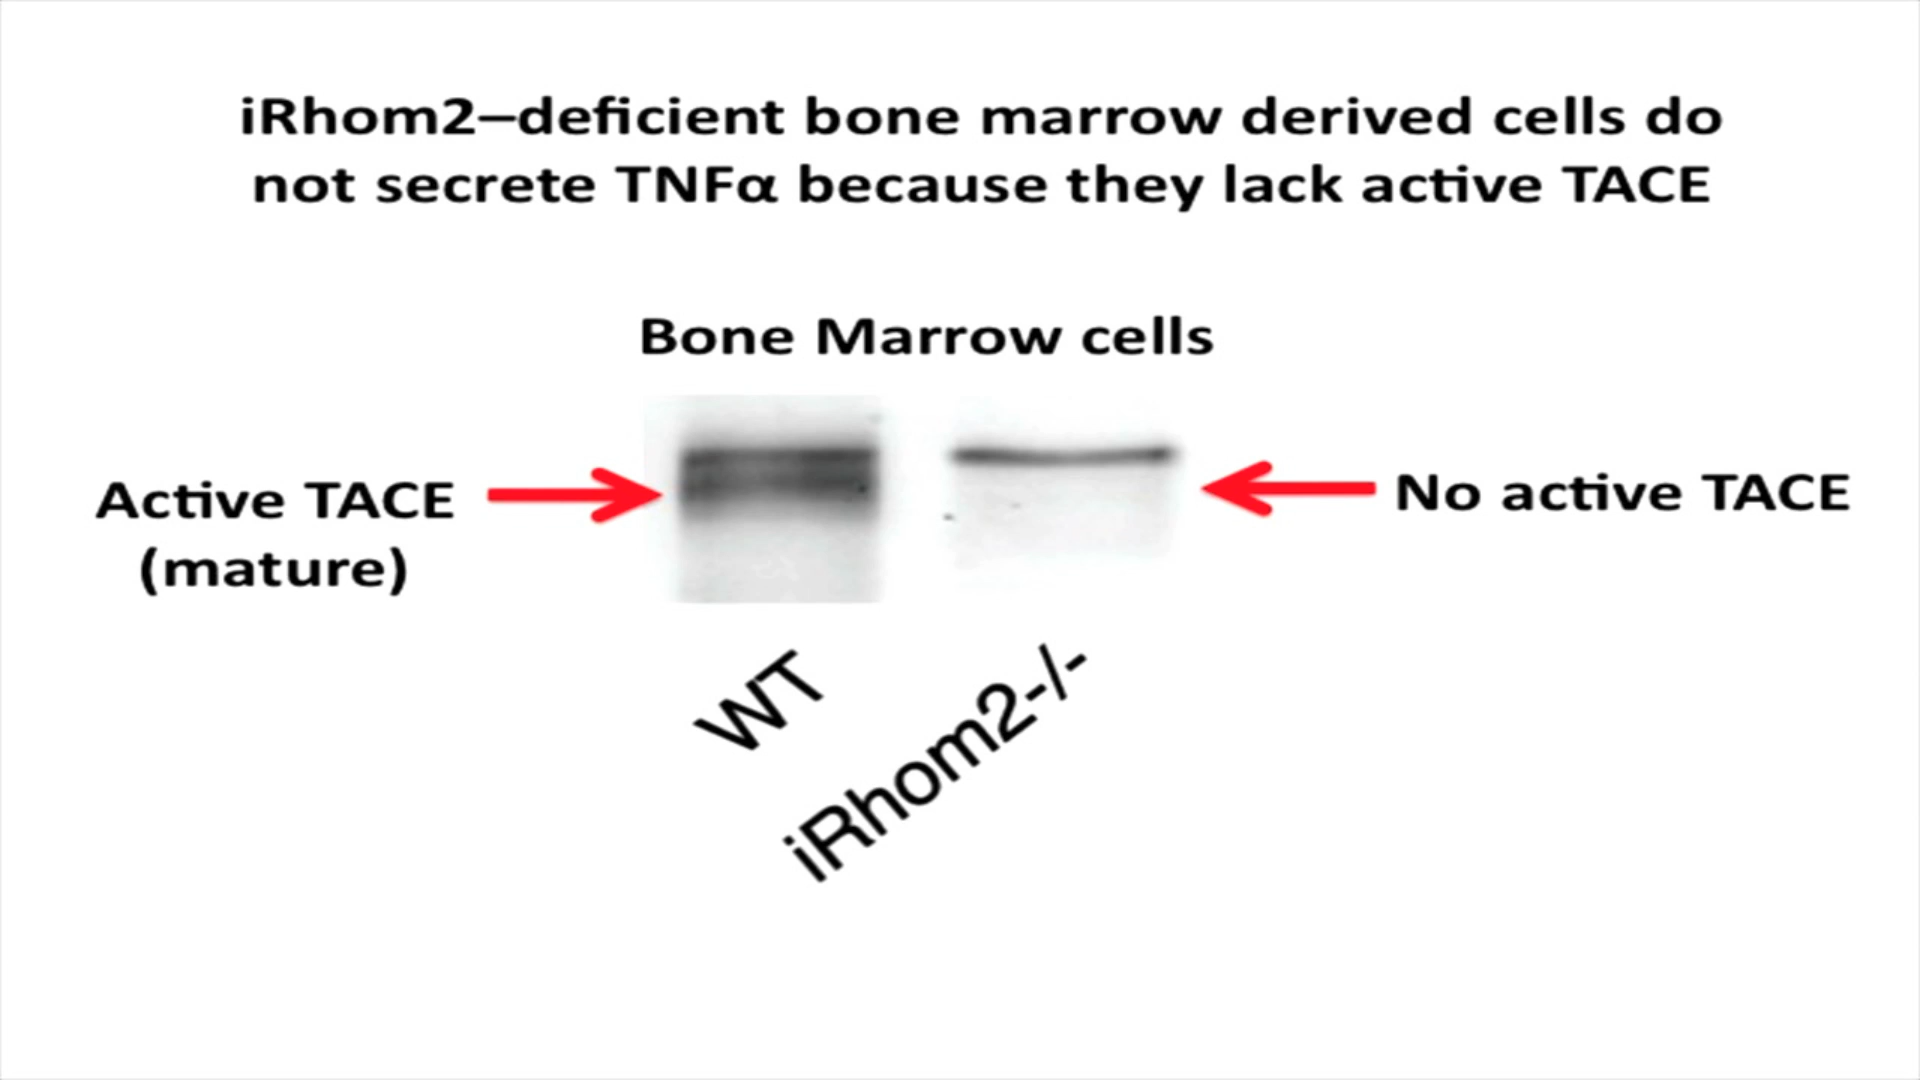 iRhom2–deficient bone marrow derived cells do
not secrete TNFα because they lack active TACE
Bone Marrow cells
Active TACE
(mature)
No active TACE
WT
iRhom2-/-